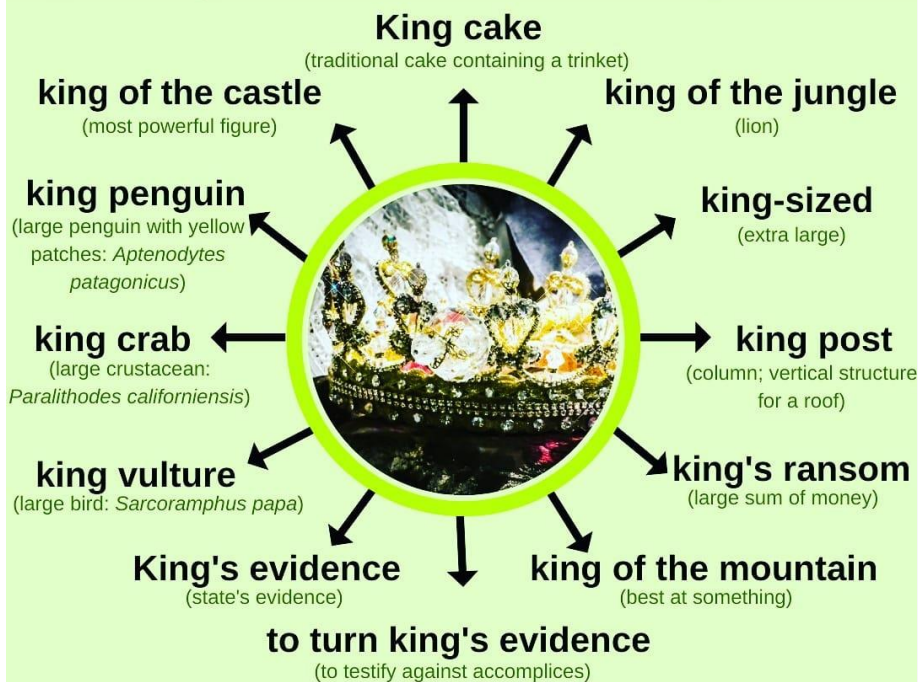 King cake
(traditional cake containing a trinket)
king of the castle
(most powerful figure)
king of the jungle
(lion)
king penguin
(large penguin with yellow
patches: Aptenodytes
patagonicus)
king-sized
(extra large)
king crab
(large crustacean:
Paralithodes californiensis)
king post
(column; vertical structure
for a roof)
king vulture
(large bird: Sarcoramphus papa)
king's ransom
(large sum of money)
King's evidence
(state's evidence)
king of the mountain
(best at something)
to turn king's evidence
(to testify against accomplices)